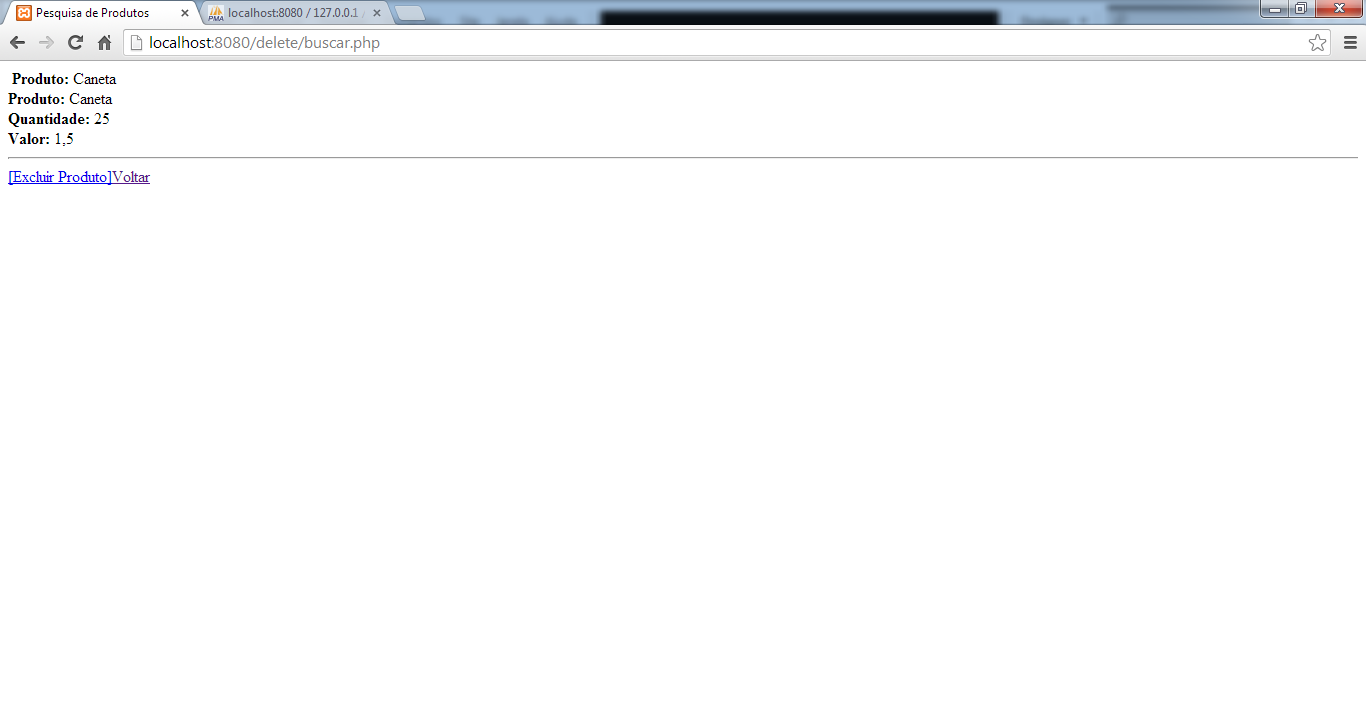 Pesquisa de Produtos
localhost:8080 / 127.0.0.1
localhost:8080/delete/buscar.php
Produto: Caneta
Produto: Caneta
Quantidade: 25
Valor: 1,5
[Excluir Produto]Voltar